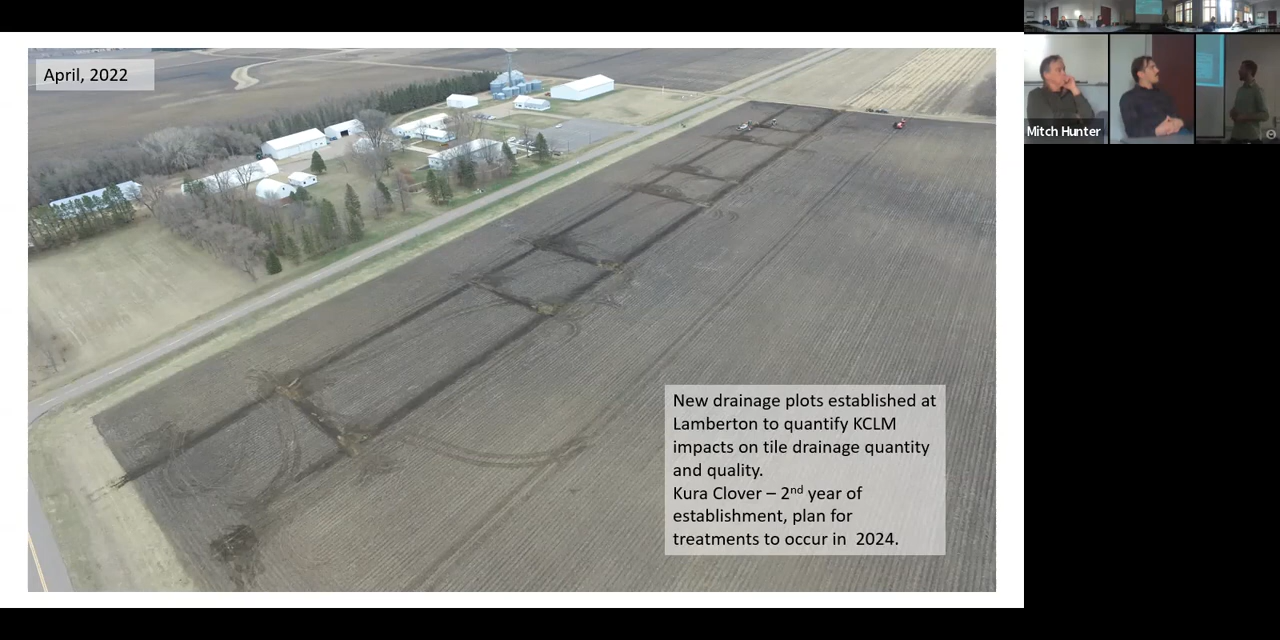 April, 2022
Mitch Hunter
New drainage plots established at
Lamberton to quantify KCLM
impacts on tile drainage quantity
and quality.
Kura Clover – 2nd year of
establishment, plan for
treatments to occur in 2024.